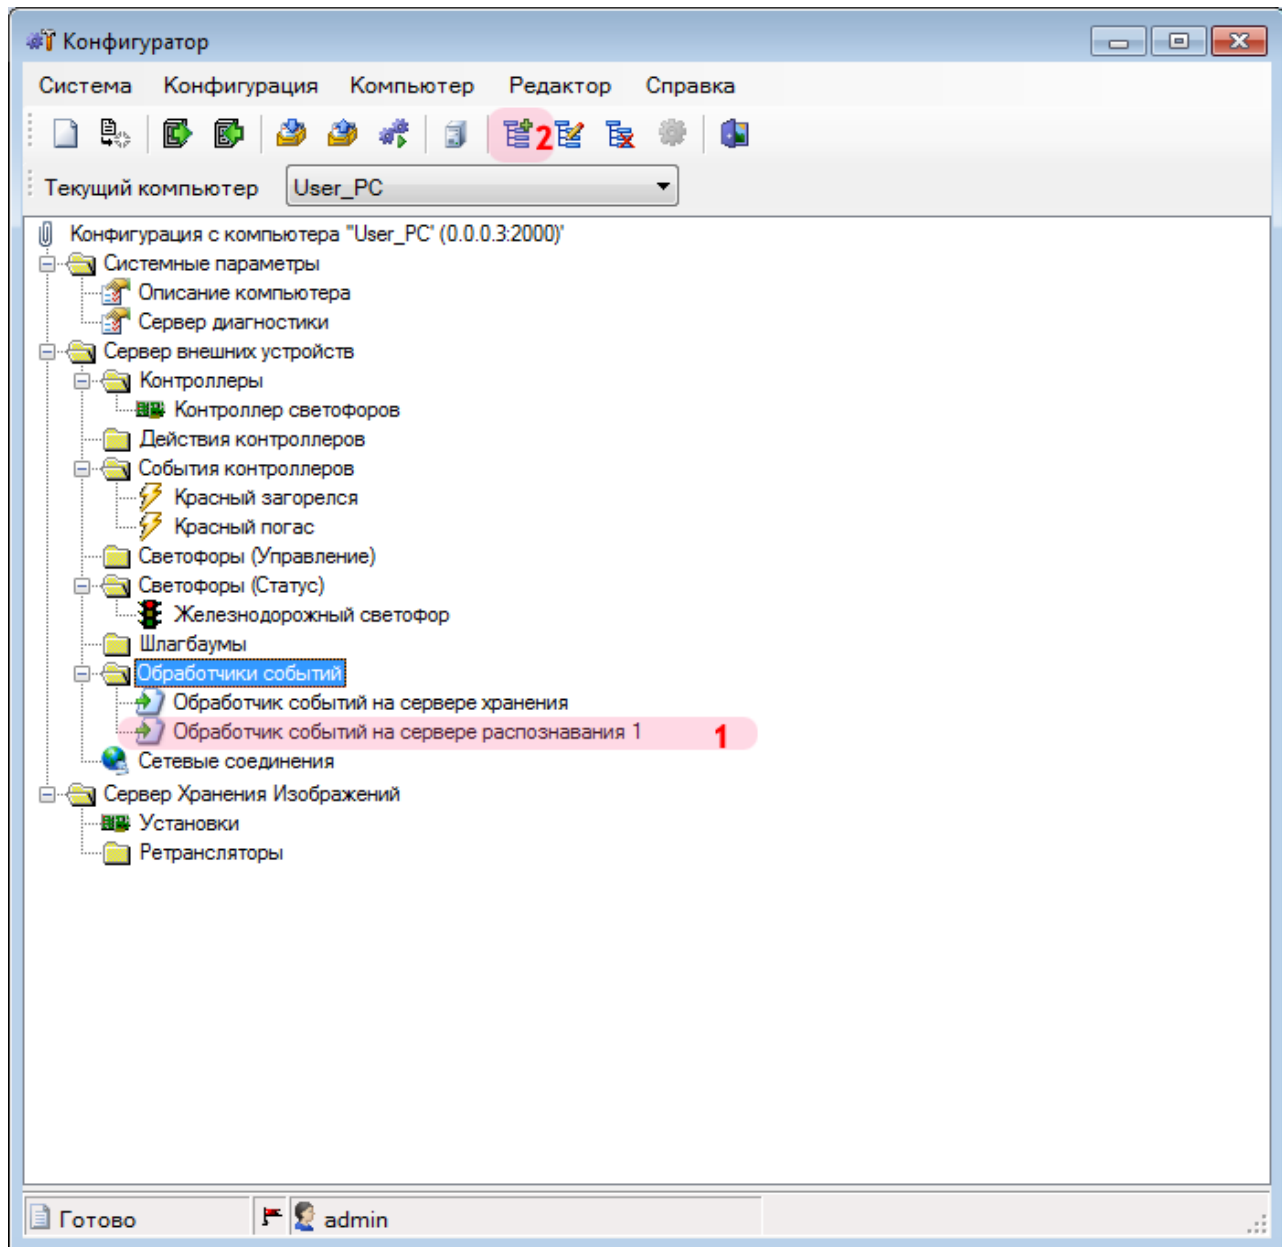 Конфигуратор
Система Конфигурация Компьютер Редактор Справка
2
Текущий компьютер User_PC
Конфигурация с компьютера "User_PC" (0.0.0.3:2000)'
Системные параметры
Описание компьютера
Сервер диагностики
Сервер внешних устройств
Контроллеры
Контроллер светофоров
Действия контроллеров
События контроллеров
Красный загорелся
Красный погас
Светофоры (Управление)
Светофоры (Статус)
Железнодорожный светофор
Шлагбаумы
Обработчики событий
Обработчик событий на сервере хранения
Обработчик событий на сервере распознавания 1 1
Сетевые соединения
Сервер Хранения Изображений
Установки
Ретрансляторы
Готово admin